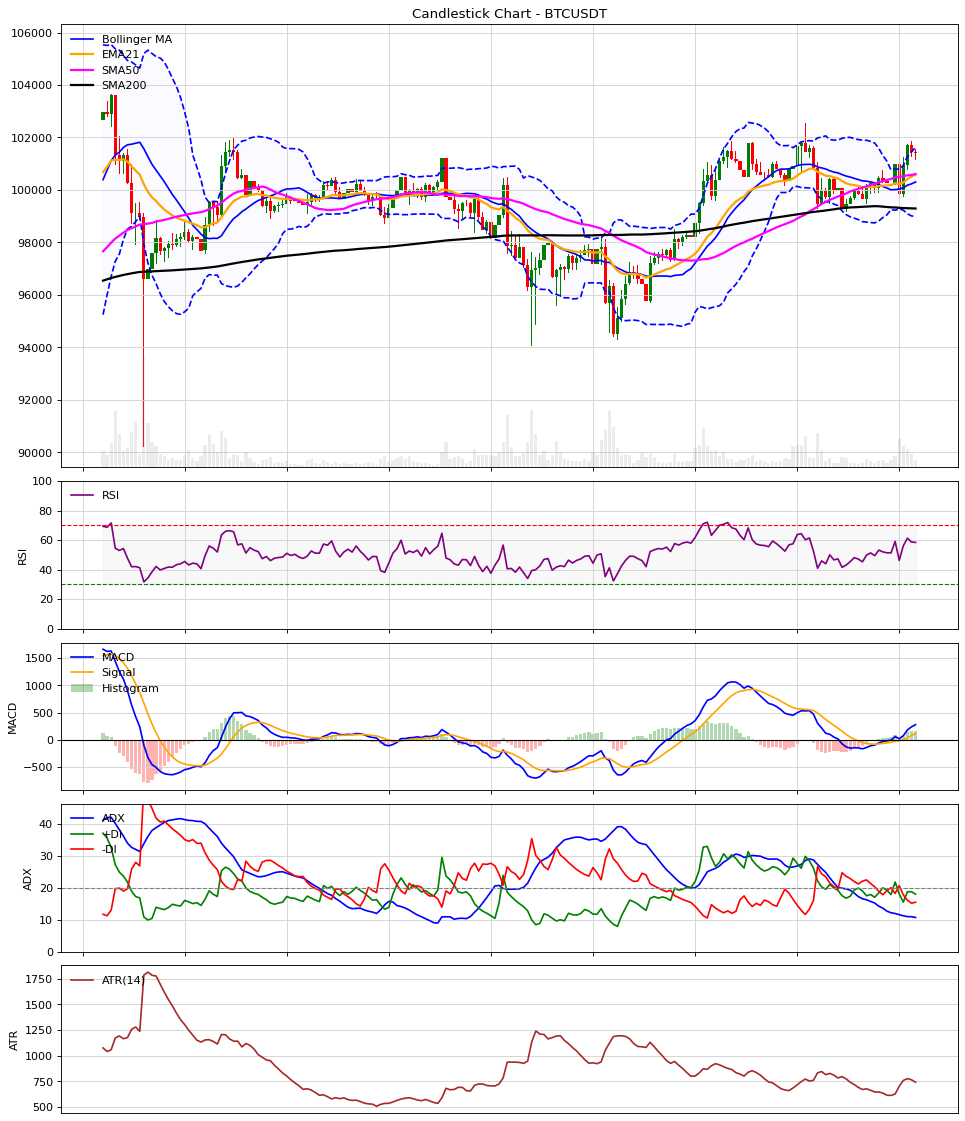 Candlestick Chart - BTCUSDT
106000
104000
102000
100000
98000
96000
94000
92000
90000
Bollinger MA
EMA21
SMA50
SMA200
RSI
100
80
60
40
20
0
RSI
MACD
1500
1000
500
0
−500
MACD
Signal
Histogram
ADX
40
30
20
10
0
ADX
+DI
-DI
ATR
1750
1500
1250
1000
750
500
ATR(14)